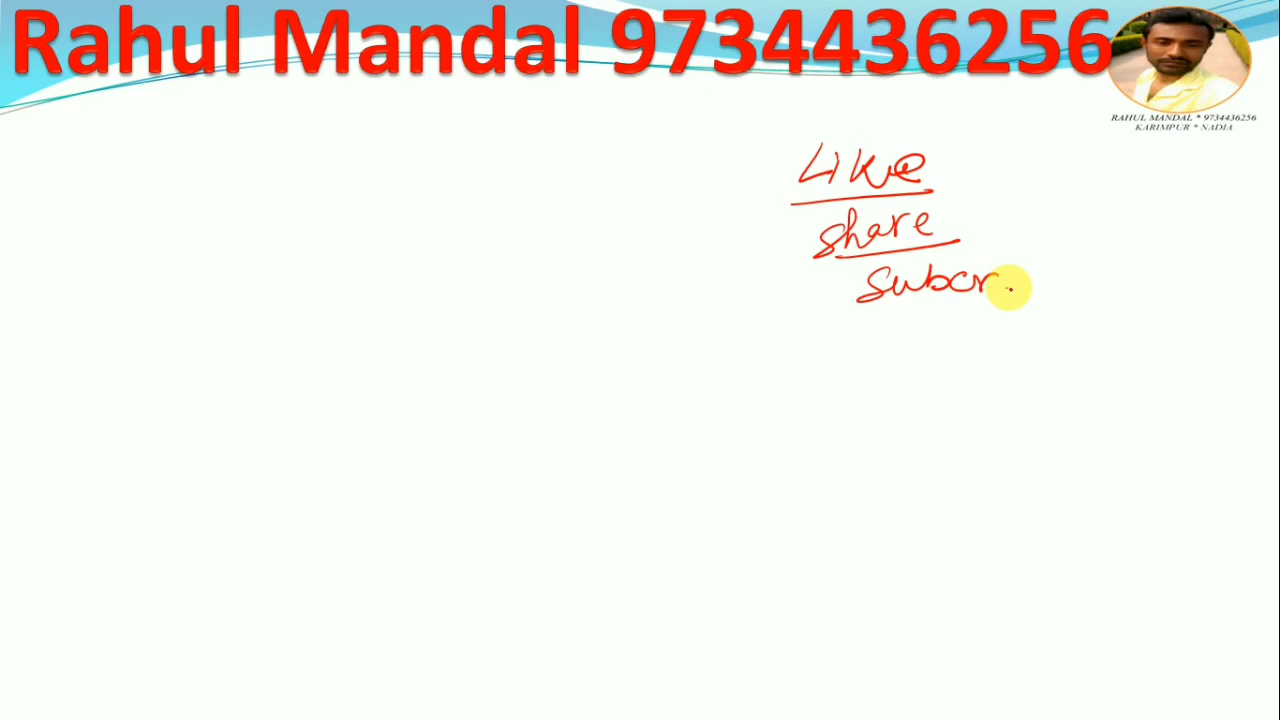 Rahul Mandal 9734436256
RAHUL MANDAL * 9734436256
KARIMPUR * NADIA
Like
share
subcr